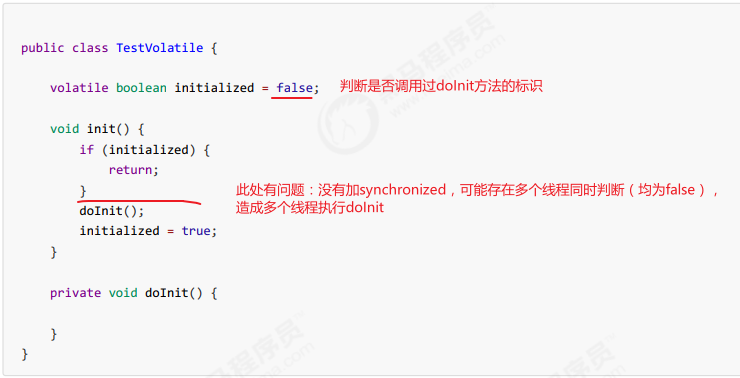 public class TestVolatile {
volatile boolean initialized = false;
判断是否调用过doInit方法的标识
void init() {
if (initialized) {
return;
}
此处有问题：没有加synchronized，可能存在多个线程同时判断（均为false），
造成多个线程执行doInit
doInit();
initialized = true;
}
private void doInit() {
}
}